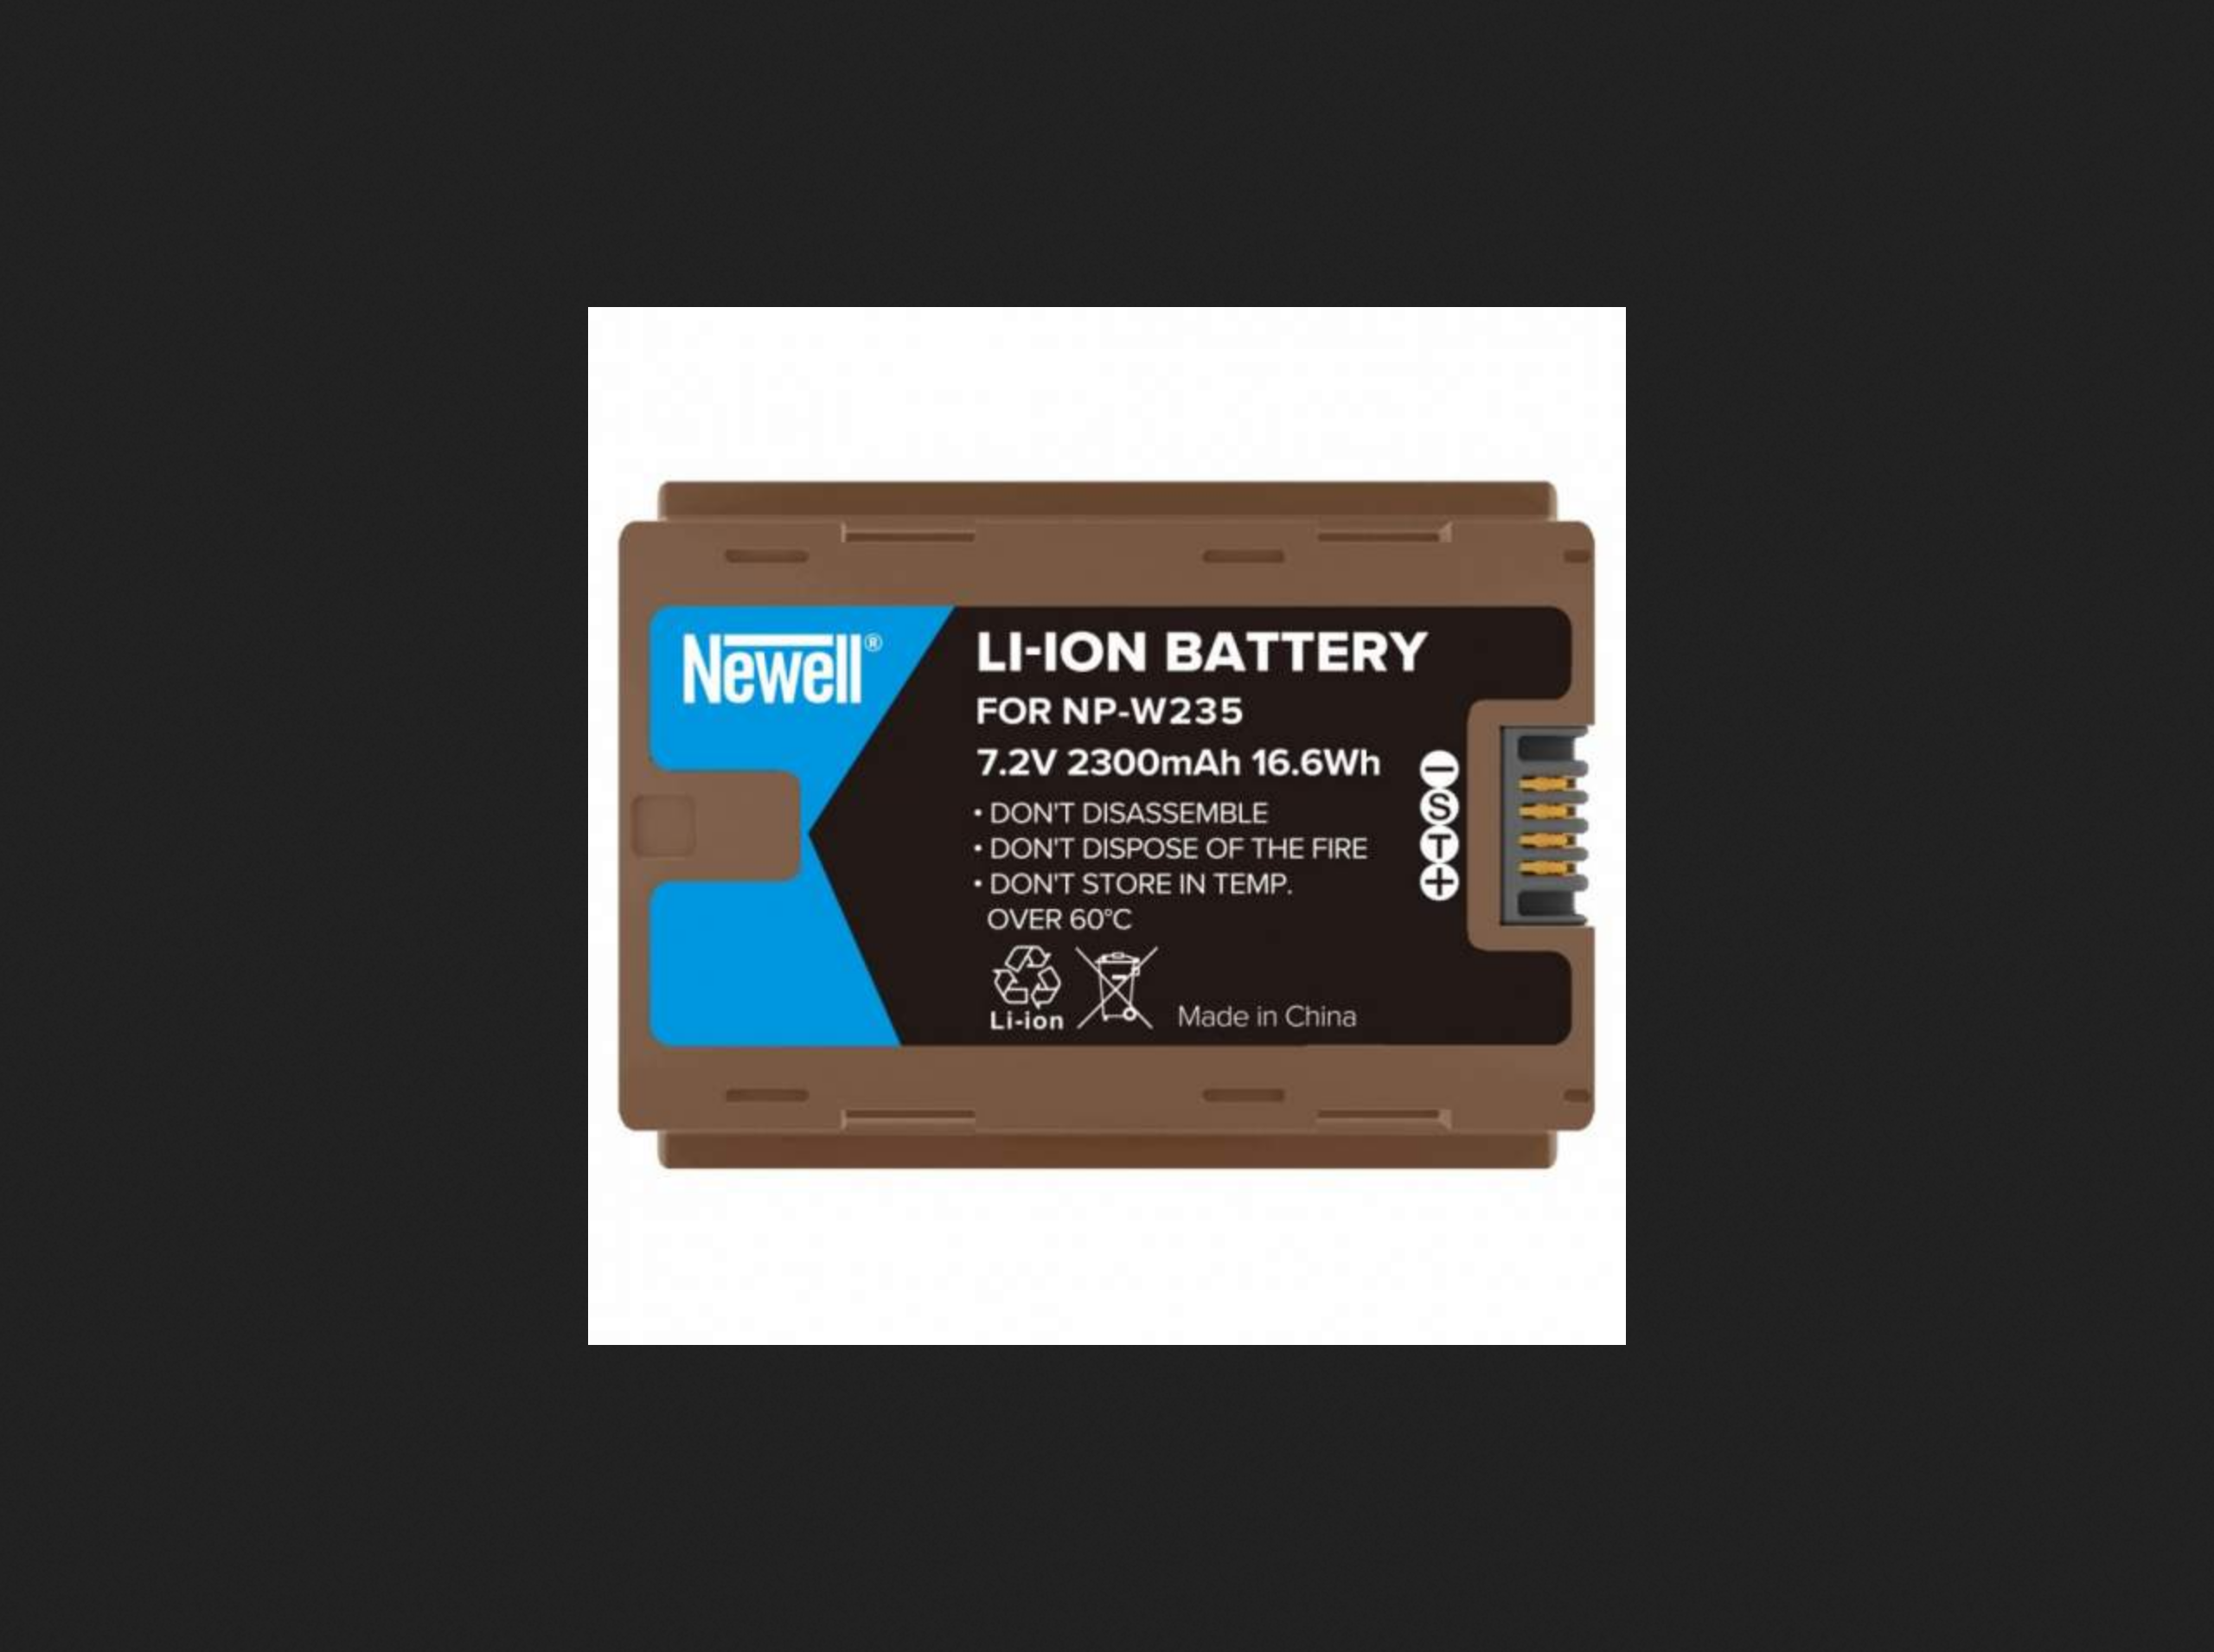 Newell®
LI-ION BATTERY
FOR NP-W235
7.2V 2300mAh 16.6Wh
• DON'T DISASSEMBLE
• DON'T DISPOSE OF THE FIRE
• DON'T STORE IN TEMP.
OVER 60°C
Li-ion
Made in China
−
S
T
+